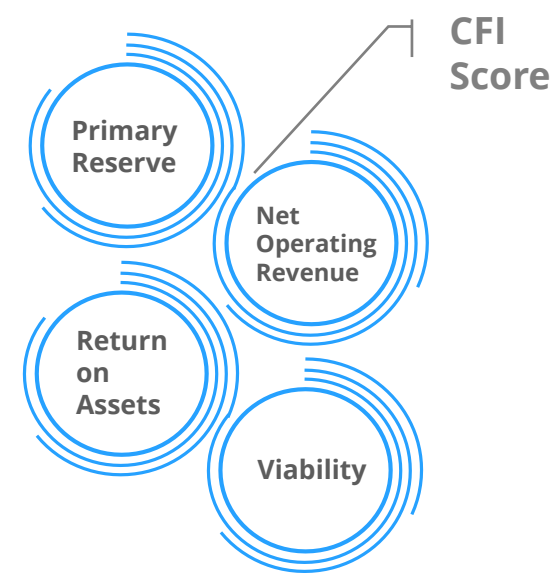 CFI
Score
Primary
Reserve
Net
Operating
Revenue
Return
on
Assets
Viability